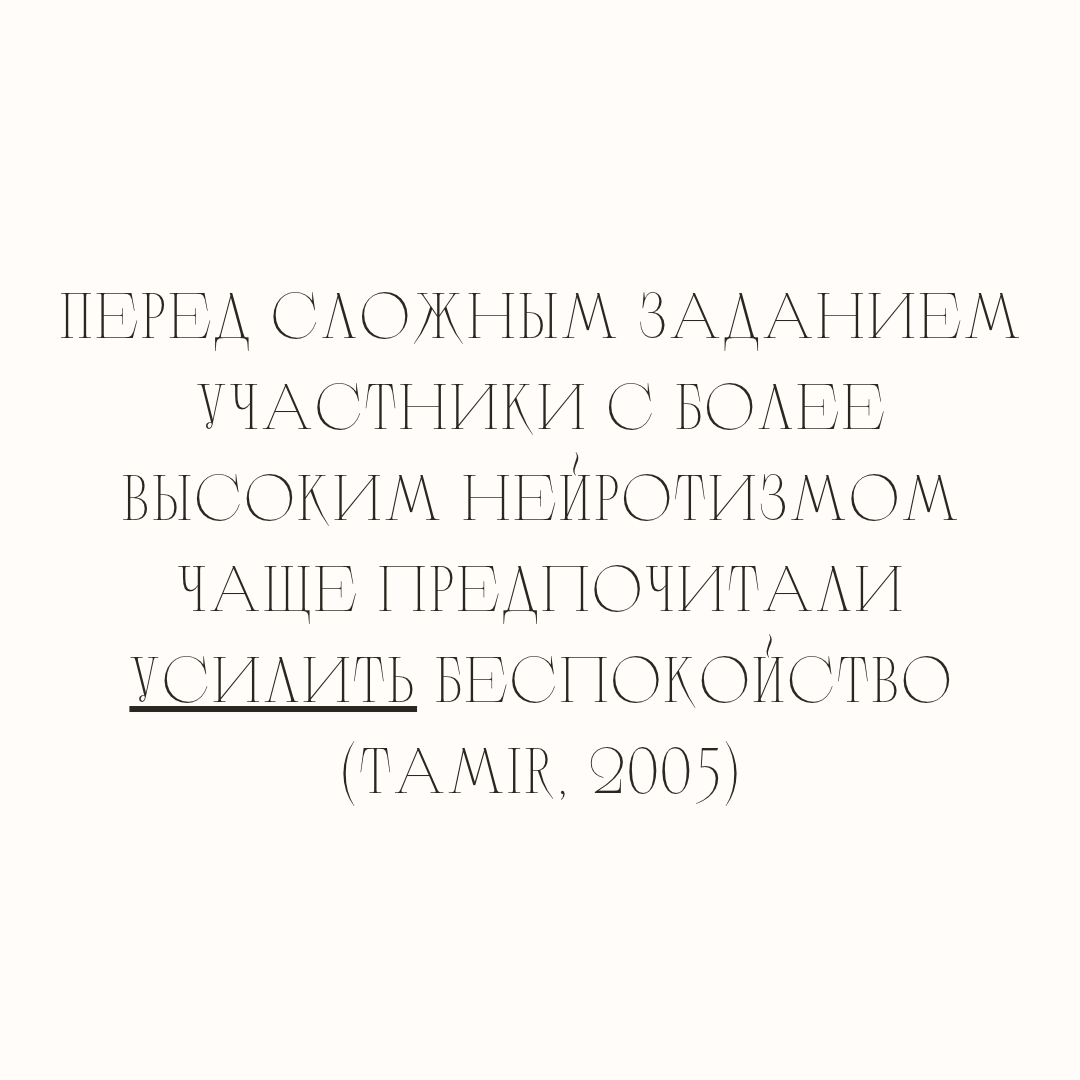 ПЕРЕД СЛОЖНЫМ ЗАДАНИЕМ
УЧАСТНИКИ С БОЛЕЕ
ВЫСОКИМ НЕЙРОТИЗМОМ
ЧАЩЕ ПРЕДПОЧИТАЛИ
УСИЛИТЬ БЕСПОКОЙСТВО
(TAMIR, 2005)